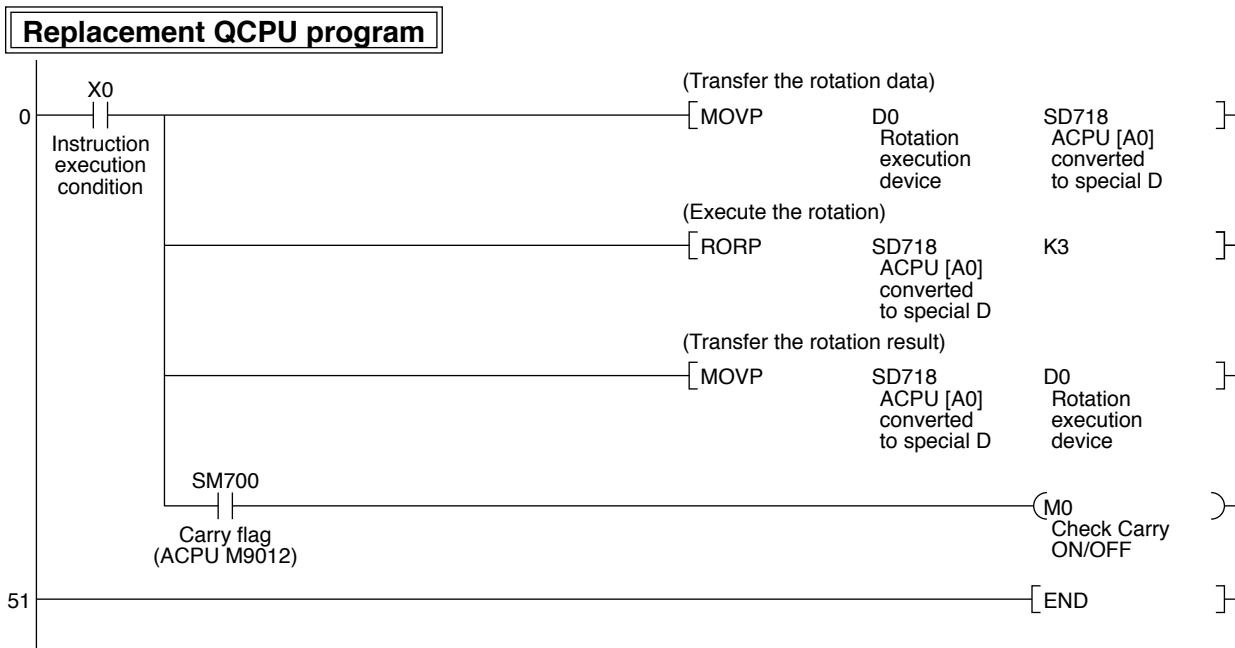 Replacement QCPU program
X0
(Transfer the rotation data)
0
MOVP D0 SD718
Instruction
execution
condition
Rotation
execution
device
ACPU [A0]
converted
to special D
(Execute the rotation)
RORP SD718 K3
ACPU [A0]
converted
to special D
(Transfer the rotation result)
MOVP SD718 D0
ACPU [A0]
converted
to special D
Rotation
execution
device
SM700
M0
Carry flag
(ACPU M9012)
Check Carry
ON/OFF
51
END